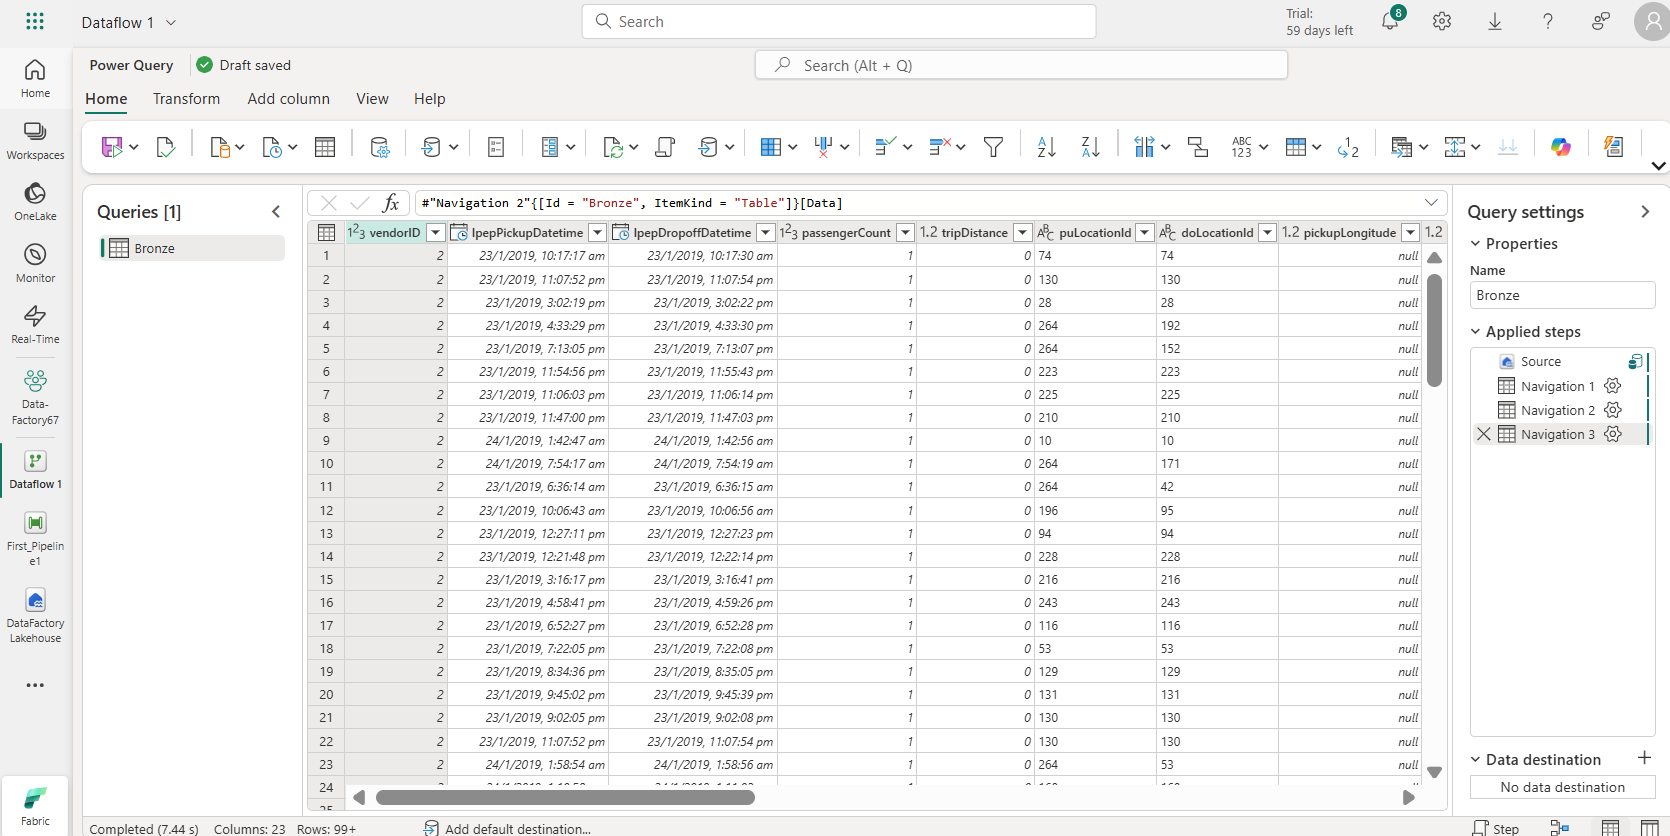 Dataflow 1
Search
Trial:
59 days left
8
Power Query
Draft saved
Search (Alt + Q)
Home
Transform
Add column
View
Help
Home
Workspaces
OneLake
Monitor
Real-Time
Data-
Factory67
Dataflow 1
First_Pipelin
e1
DataFactory
Lakehouse
Fabric
Queries [1]
Bronze
fx #"Navigation 2"{[Id = "Bronze", ItemKind = "Table"]}[Data]
vendorID lpepPickupDatetime lpepDropoffDatetime passengerCount 1.2 tripDistance puLocationId doLocationId 1.2 pickupLongitude 1.2
1 2 23/1/2019, 10:17:17 am 23/1/2019, 10:17:30 am 1 0 74 74 null
2 2 23/1/2019, 11:07:52 pm 23/1/2019, 11:07:54 pm 1 0 130 130 null
3 2 23/1/2019, 3:02:19 pm 23/1/2019, 3:02:22 pm 1 0 28 28 null
4 2 23/1/2019, 4:33:29 pm 23/1/2019, 4:33:30 pm 1 0 264 192 null
5 2 23/1/2019, 7:13:05 pm 23/1/2019, 7:13:07 pm 1 0 264 152 null
6 2 23/1/2019, 11:54:56 pm 23/1/2019, 11:55:43 pm 1 0 223 223 null
7 2 23/1/2019, 11:06:03 pm 23/1/2019, 11:06:14 pm 1 0 225 225 null
8 2 23/1/2019, 11:47:00 pm 23/1/2019, 11:47:03 pm 1 0 210 210 null
9 2 24/1/2019, 1:42:47 am 24/1/2019, 1:42:56 am 1 0 10 10 null
10 2 24/1/2019, 7:54:17 am 24/1/2019, 7:54:19 am 1 0 264 171 null
11 2 23/1/2019, 6:36:14 am 23/1/2019, 6:36:15 am 1 0 264 42 null
12 2 23/1/2019, 10:06:43 am 23/1/2019, 10:06:56 am 1 0 196 95 null
13 2 23/1/2019, 12:27:11 pm 23/1/2019, 12:27:23 pm 1 0 94 94 null
14 2 23/1/2019, 12:21:48 pm 23/1/2019, 12:22:14 pm 1 0 228 228 null
15 2 23/1/2019, 3:16:17 pm 23/1/2019, 3:16:41 pm 1 0 216 216 null
16 2 23/1/2019, 4:58:41 pm 23/1/2019, 4:59:26 pm 1 0 243 243 null
17 2 23/1/2019, 6:52:27 pm 23/1/2019, 6:52:28 pm 1 0 116 116 null
18 2 23/1/2019, 7:22:05 pm 23/1/2019, 7:22:08 pm 1 0 53 53 null
19 2 23/1/2019, 8:34:36 pm 23/1/2019, 8:35:05 pm 1 0 129 129 null
20 2 23/1/2019, 9:45:02 pm 23/1/2019, 9:45:39 pm 1 0 131 131 null
21 2 23/1/2019, 9:02:05 pm 23/1/2019, 9:02:08 pm 1 0 130 130 null
22 2 23/1/2019, 11:07:52 pm 23/1/2019, 11:07:54 pm 1 0 130 130 null
23 2 24/1/2019, 1:58:54 am 24/1/2019, 1:58:56 am 1 0 264 53 null
24
Query settings
Properties
Name
Bronze
Applied steps
Source
Navigation 1
Navigation 2
Navigation 3
Data destination
No data destination
Completed (7.44 s)
Columns: 23
Rows: 99+
Add default destination...
Step